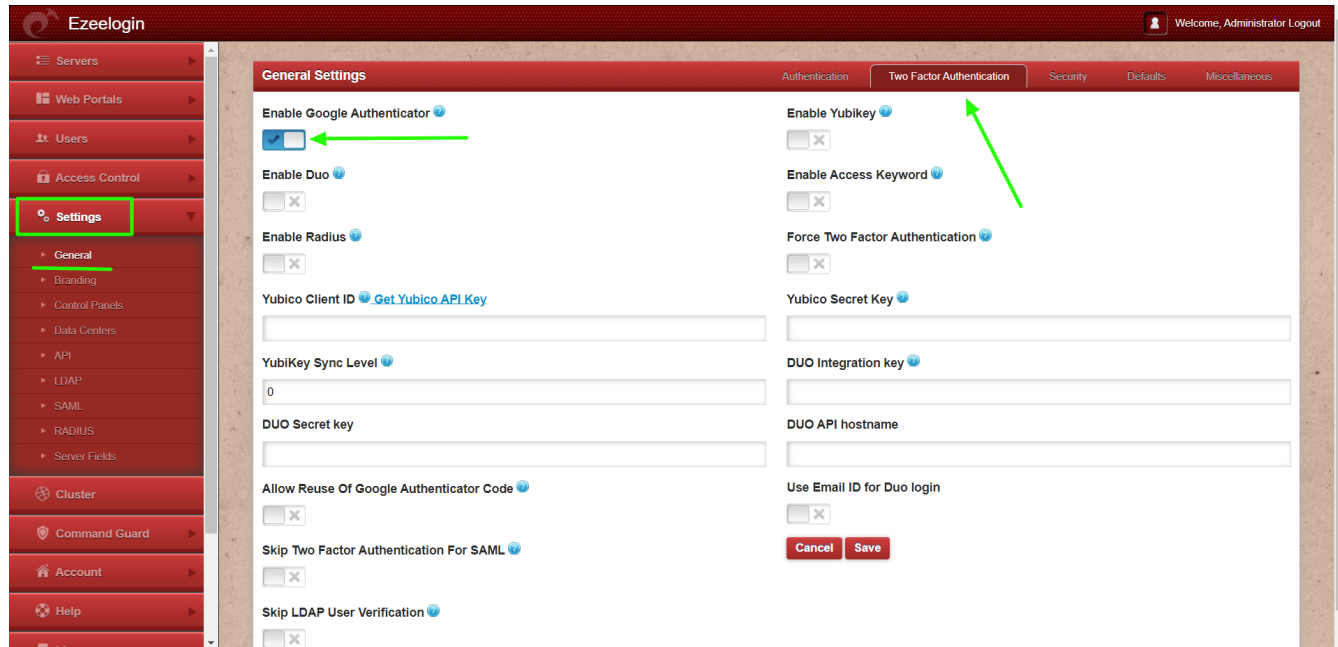 Ezeelogin
Welcome, Administrator Logout
Servers
Web Portals
Users
Access Control
Settings
General
Branding
Control Panels
Data Centers
API
LDAP
SAML
RADIUS
Server Fields
Cluster
Command Guard
Account
Help
General Settings
Authentication
Two Factor Authentication
Security
Defaults
Miscellaneous
Enable Google Authenticator
Enable Yubikey
Enable Duo
Enable Access Keyword
Enable Radius
Force Two Factor Authentication
Yubico Client ID Get Yubico API Key
Yubico Secret Key
YubiKey Sync Level
0
DUO Integration key
DUO Secret key
DUO API hostname
Allow Reuse Of Google Authenticator Code
Use Email ID for Duo login
Skip Two Factor Authentication For SAML
Cancel Save
Skip LDAP User Verification